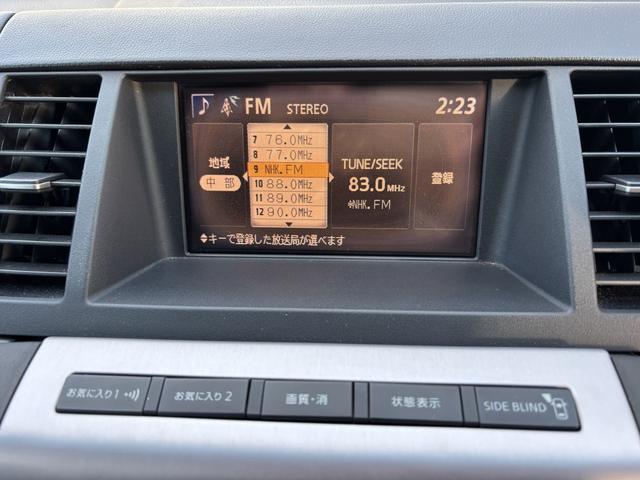 FM STEREO 2:23
地域
中部
7 76.0MHz
8 77.0MHz
9 NHK.FM
10 88.0MHz
11 89.0MHz
12 90.0MHz
TUNE/SEEK
83.0MHz
NHK.FM
登録
キーで登録した放送局が選べます
お気に入り1
お気に入り2
画質・消
状態表示
SIDE BLIND